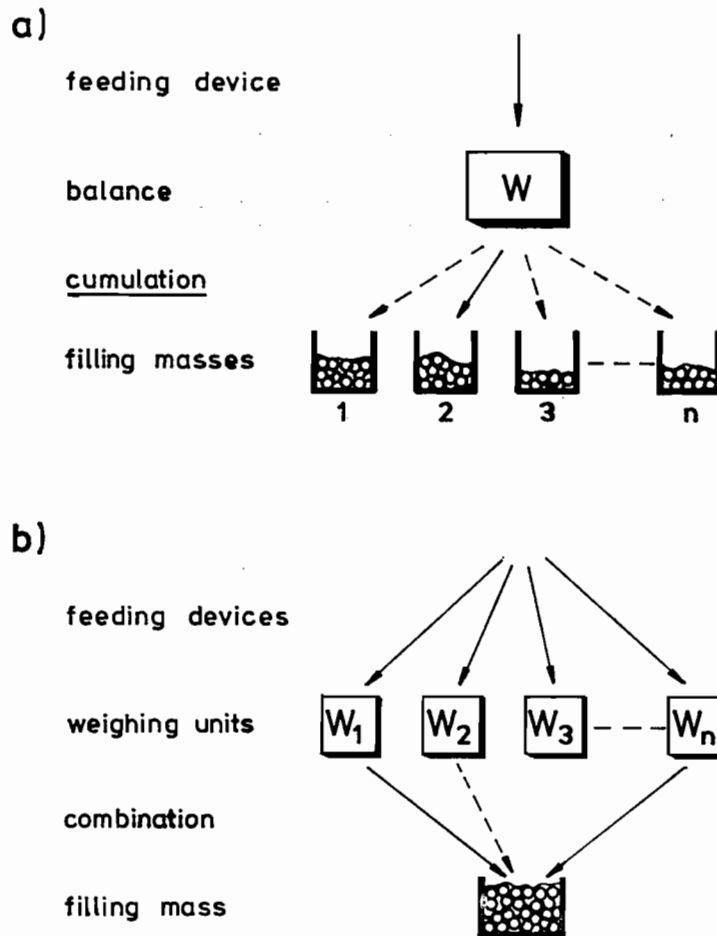 a)
feeding device
balance
W
cumulation
filling masses
1 2 3 n
b)
feeding devices
weighing units
W1 W2 W3 Wn
combination
filling mass